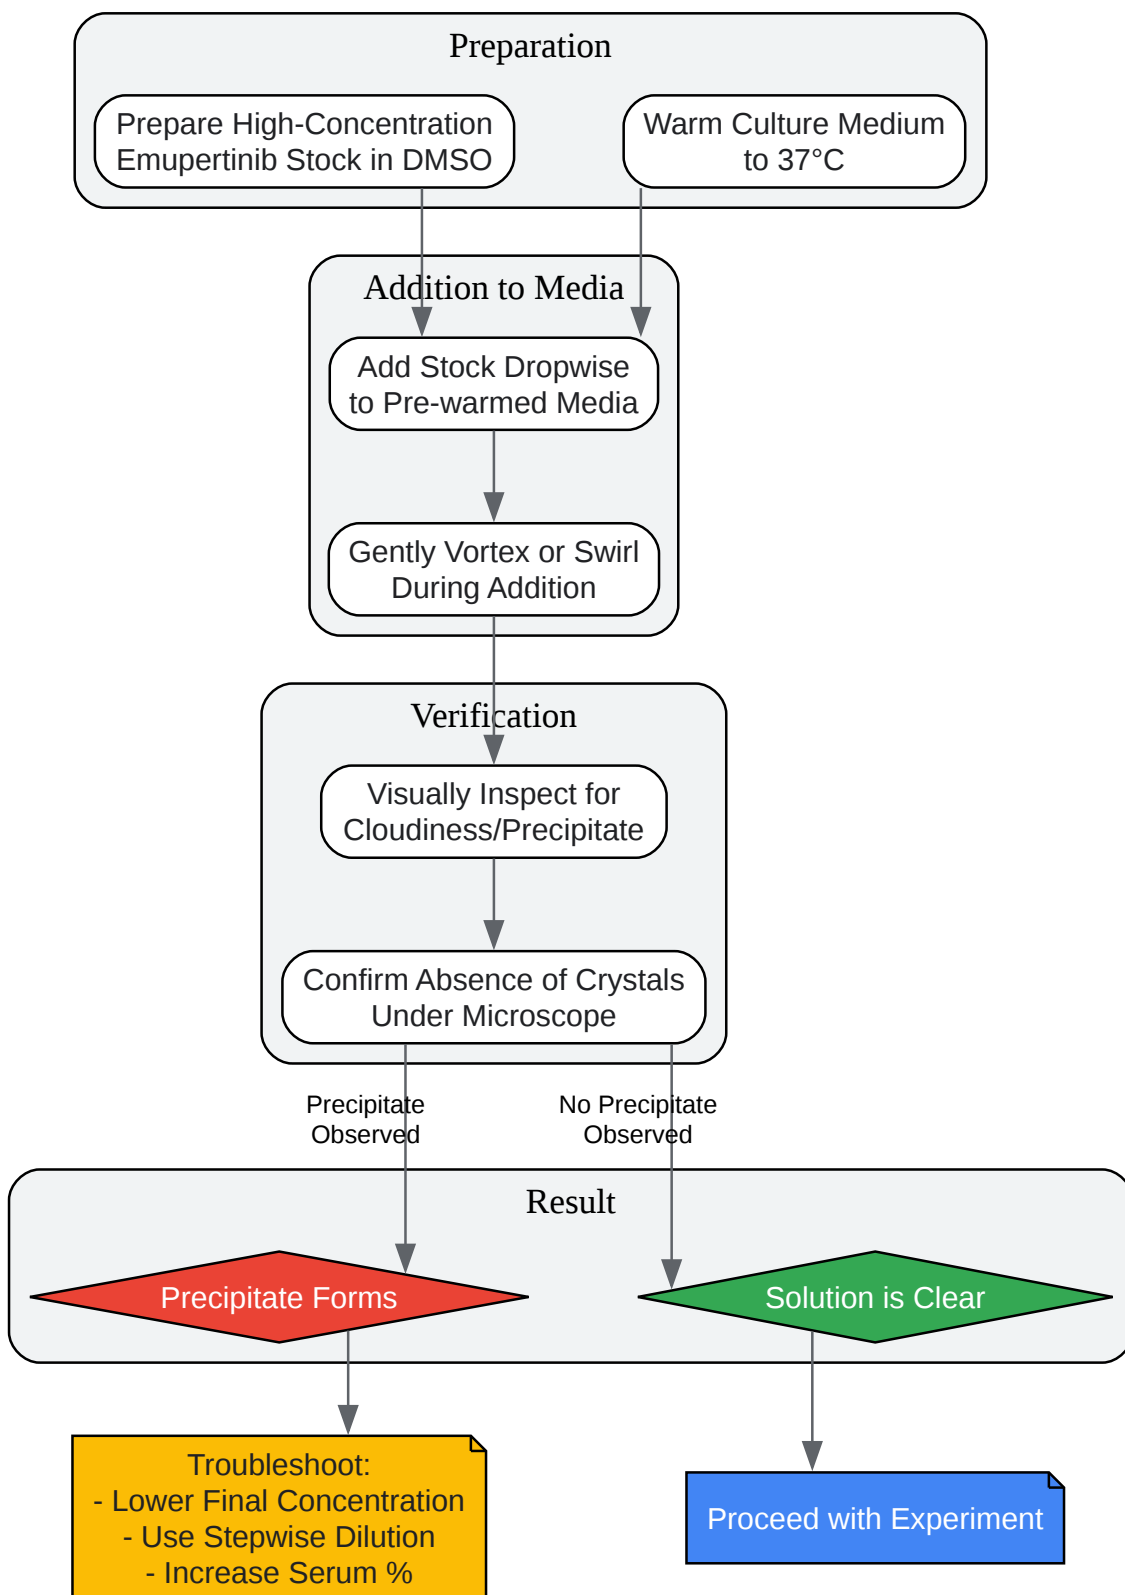 Preparation
Prepare High-Concentration
Emupertinib Stock in DMSO
Warm Culture Medium
to 37°C
Addition to Media
Add Stock Dropwise
to Pre-warmed Media
Gently Vortex or Swirl
During Addition
Verification
Visually Inspect for
Cloudiness/Precipitate
Confirm Absence of Crystals
Under Microscope
Precipitate
Observed
No Precipitate
Observed
Result
Precipitate Forms
Solution is Clear
Troubleshoot:
- Lower Final Concentration
- Use Stepwise Dilution
- Increase Serum %
Proceed with Experiment